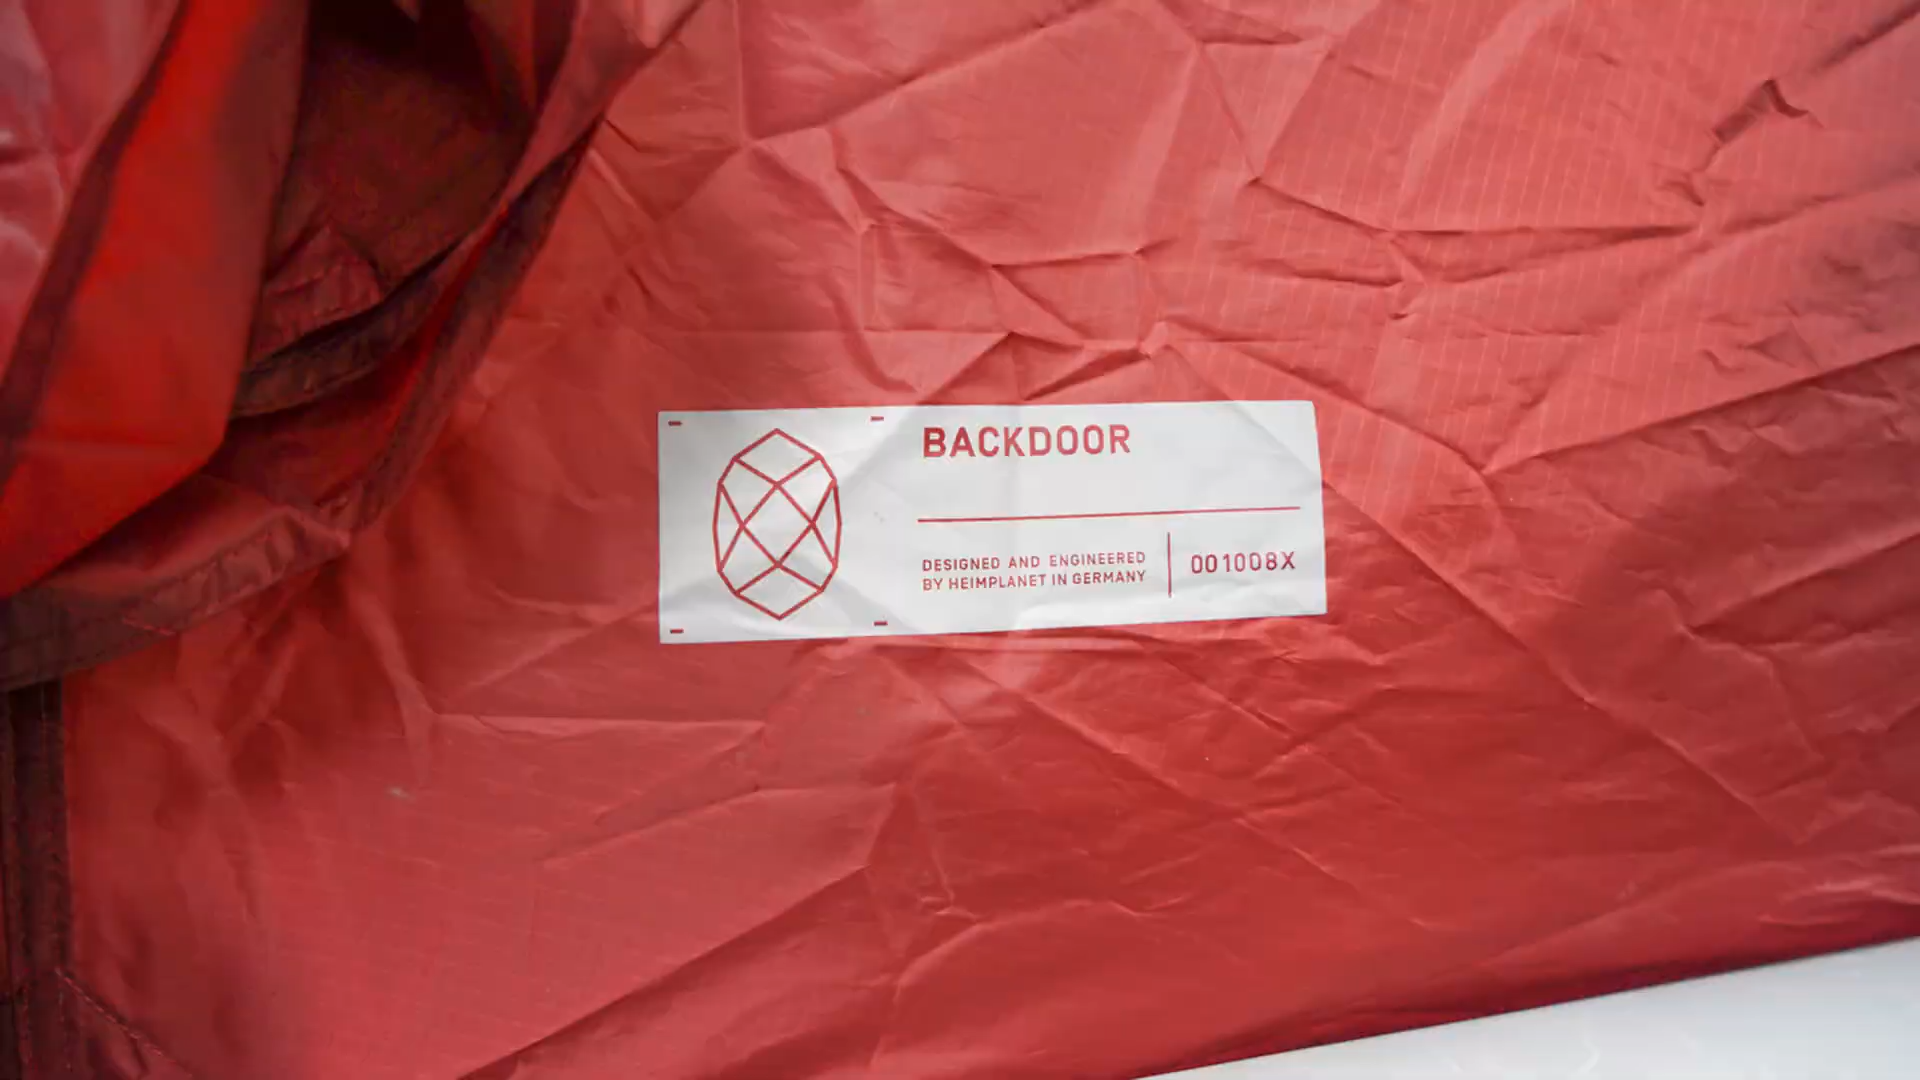 BACKDOOR
DESIGNED AND ENGINEERED
BY HEIMPLANET IN GERMANY
001008X